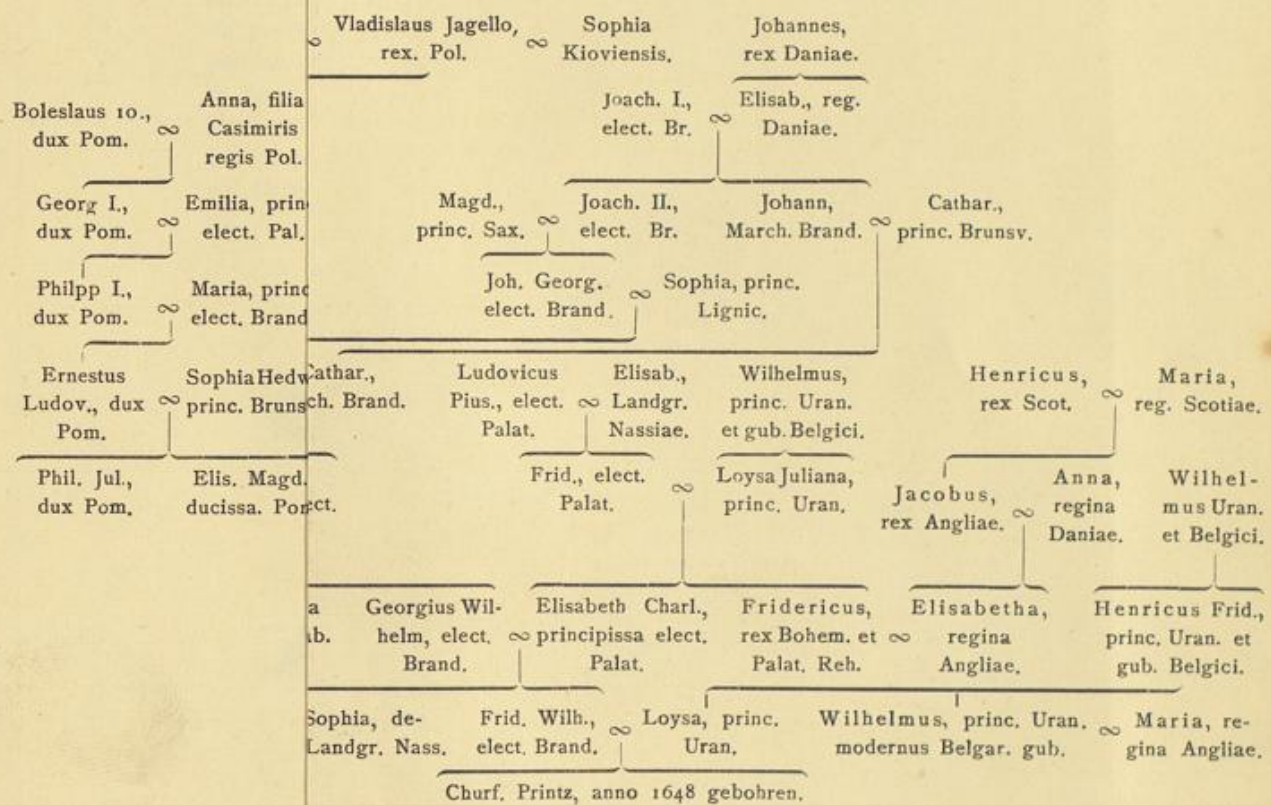 Vladislaus Jagello, ∞ Sophia Johannes,
rex. Pol. Kioviensis. rex Daniae.
Boleslaus 10., ∞ Anna, filia
dux Pom. Casimiris
regis Pol.
Joach. I., ∞ Elisab., reg.
elect. Br. Daniae.
Georg I., ∞ Emilia, prin
dux Pom. elect. Pal.
Magd., ∞ Joach. II., Johann, ∞ Cathar.,
princ. Sax. elect. Br. March. Brand. princ. Brunsv.
Philpp I., ∞ Maria, princ
dux Pom. elect. Brand
Joh. Georg. ∞ Sophia, princ.
elect. Brand. Lignic.
Ernestus ∞ Sophia Hedw
Ludov., dux princ. Bruns
Pom.
Cathar.,
ch. Brand.
Ludovicus ∞ Elisab., Wilhelmus,
Pius., elect. Landgr. princ. Uran.
Palat. Nassiae. et gub. Belgici.
Henricus, ∞ Maria,
rex Scot. reg. Scotiae.
Phil. Jul., Elis. Magd.
dux Pom. ducissa. Pom
ect.
Frid., elect. ∞ Loysa Juliana,
Palat. princ. Uran.
Jacobus, ∞ Anna,
rex Angliae. regina
Daniae.
Wilhel-
mus Uran.
et Belgici.
a
ab.
Georgius Wil- ∞ Elisabeth Charl., Fridericus, ∞ Elisabetha, Henricus Frid.,
helm, elect. principissa elect. rex Bohem. et regina princ. Uran. et
Brand. Palat. Palat. Reh. Angliae. gub. Belgici.
Sophia, de- Frid. Wilh., ∞ Loysa, princ. Wilhelmus, princ. Uran. ∞ Maria, re-
Landgr. Nass. elect. Brand. Uran. modernus Belgar. gub. gina Angliae.
Churf. Printz, anno 1648 gebohren.